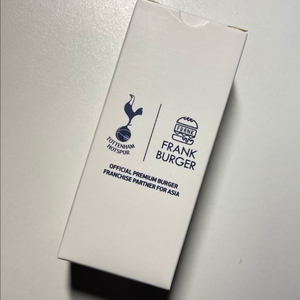 TOTTENHAM
HOTSPUR
FRANK
FRANK
BURGER
OFFICIAL PREMIUM BURGER
FRANCHISE PARTNER FOR ASIA